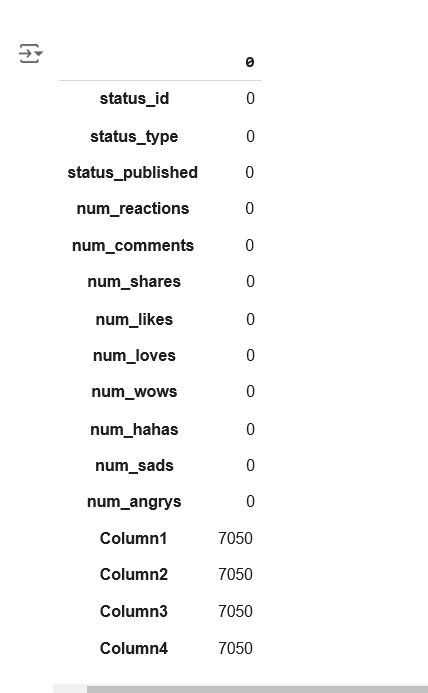 0
status_id 0
status_type 0
status_published 0
num_reactions 0
num_comments 0
num_shares 0
num_likes 0
num_loves 0
num_wows 0
num_hahas 0
num_sads 0
num_angrys 0
Column1 7050
Column2 7050
Column3 7050
Column4 7050